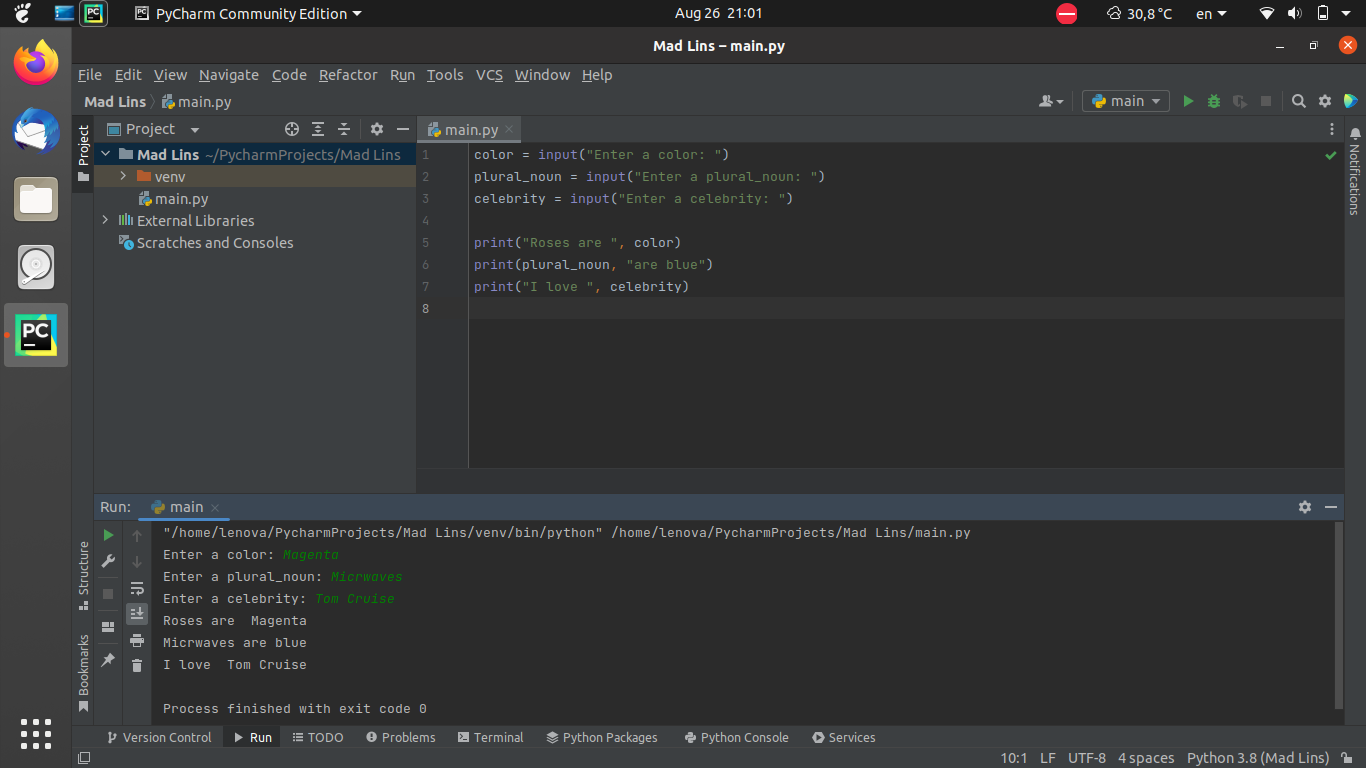 PyCharm Community Edition
Aug 26 21:01
30,8 °C
en
Mad Lins – main.py
File Edit View Navigate Code Refactor Run Tools VCS Window Help
Mad Lins main.py
main
Project
Project
main.py
Mad Lins ~/PycharmProjects/Mad Lins
venv
main.py
External Libraries
Scratches and Consoles
1 color = input("Enter a color: ")
2 plural_noun = input("Enter a plural_noun: ")
3 celebrity = input("Enter a celebrity: ")
4
5 print("Roses are ", color)
6 print(plural_noun, "are blue")
7 print("I love ", celebrity)
8
Notifications
PC
PC
Run: main
"/home/lenova/PycharmProjects/Mad Lins/venv/bin/python" /home/lenova/PycharmProjects/Mad Lins/main.py
Enter a color: Magenta
Enter a plural_noun: Micrwaves
Enter a celebrity: Tom Cruise
Roses are  Magenta
Micrwaves are blue
I love  Tom Cruise
Process finished with exit code 0
Structure
Bookmarks
Version Control Run TODO Problems Terminal Python Packages Python Console Services
10:1 LF UTF-8 4 spaces Python 3.8 (Mad Lins)